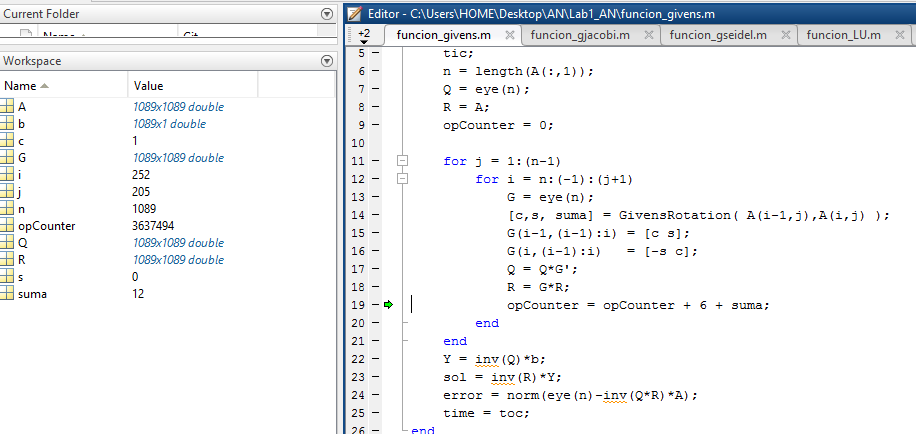 Current Folder
Name
Git
Workspace
Name Value
A 1089x1089 double
b 1089x1 double
c 1
G 1089x1089 double
i 252
j 205
n 1089
opCounter 3637494
Q 1089x1089 double
R 1089x1089 double
s 0
suma 12
Editor - C:\Users\HOME\Desktop\AN\Lab1_AN\funcion_givens.m
+2 funcion_givens.m funcion_gjacobi.m funcion_gseidel.m funcion_LU.m
5 tic;
6 n = length(A(:,1));
7 Q = eye(n);
8 R = A;
9 opCounter = 0;
10
11 for j = 1:(n-1)
12 for i = n:(-1):(j+1)
13 G = eye(n);
14 [c,s, suma] = GivensRotation( A(i-1,j),A(i,j) );
15 G(i-1,(i-1):i) = [c s];
16 G(i,(i-1):i) = [-s c];
17 Q = Q*G';
18 R = G*R;
19 opCounter = opCounter + 6 + suma;
20 end
21 end
22 Y = inv(Q)*b;
23 sol = inv(R)*Y;
24 error = norm(eye(n)-inv(Q*R)*A);
25 time = toc;
26 end